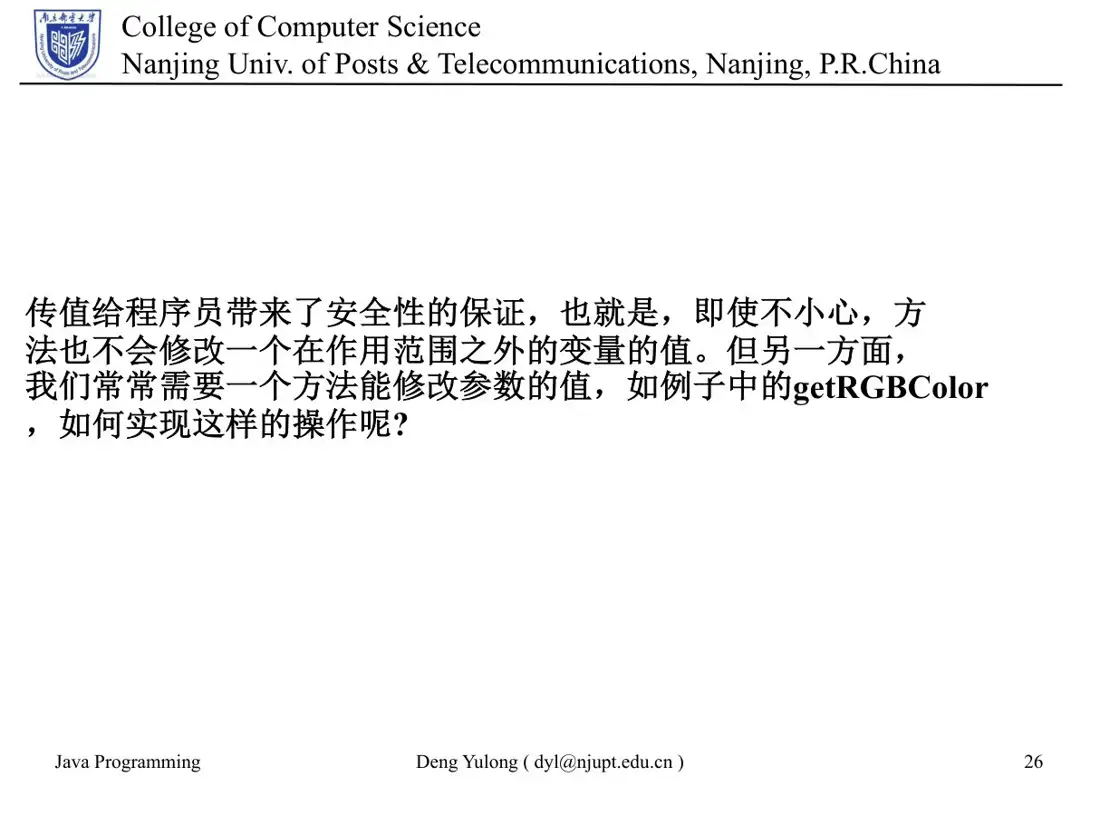 College of Computer Science
Nanjing Univ. of Posts & Telecommunications, Nanjing, P.R.China
传值给程序员带来了安全性的保证，也就是，即使不小心，方
法也不会修改一个在作用范围之外的变量的值。但另一方面，
我们常常需要一个方法能修改参数的值，如例子中的getRGBColor
，如何实现这样的操作呢?
Java Programming
Deng Yulong ( dyl@njupt.edu.cn )
26